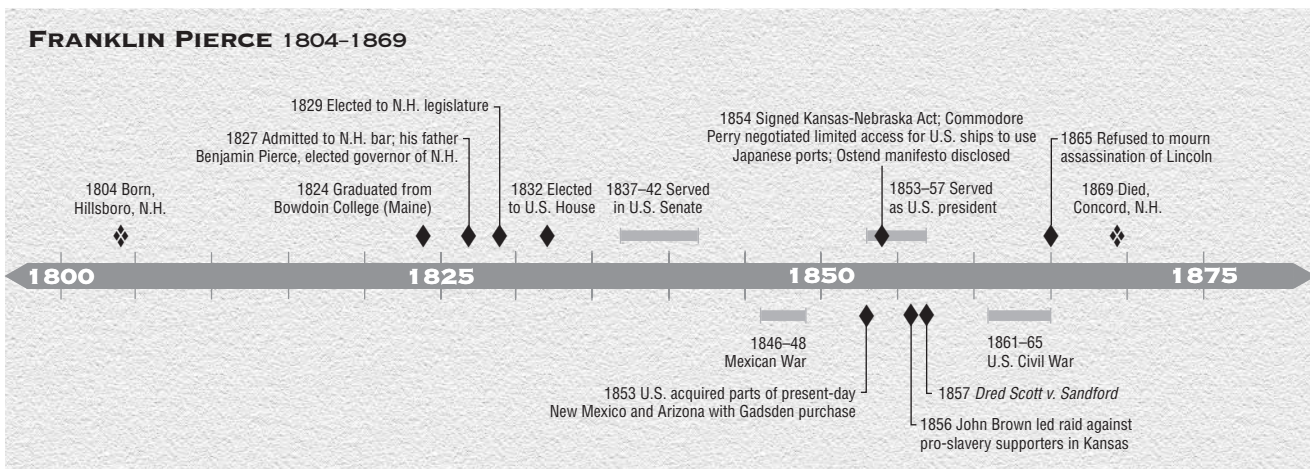 FRANKLIN PIERCE 1804–1869
1829 Elected to N.H. legislature
1827 Admitted to N.H. bar; his father
Benjamin Pierce, elected governor of N.H.
1854 Signed Kansas-Nebraska Act; Commodore
Perry negotiated limited access for U.S. ships to use
Japanese ports; Ostend manifesto disclosed
1865 Refused to mourn
assassination of Lincoln
1804 Born,
Hillsboro, N.H.
1824 Graduated from
Bowdoin College (Maine)
1832 Elected
to U.S. House
1837–42 Served
in U.S. Senate
1853–57 Served
as U.S. president
1869 Died,
Concord, N.H.
1800 1825 1850 1875
1846–48
Mexican War
1861–65
U.S. Civil War
1853 U.S. acquired parts of present-day
New Mexico and Arizona with Gadsden purchase
1857 Dred Scott v. Sandford
1856 John Brown led raid against
pro-slavery supporters in Kansas